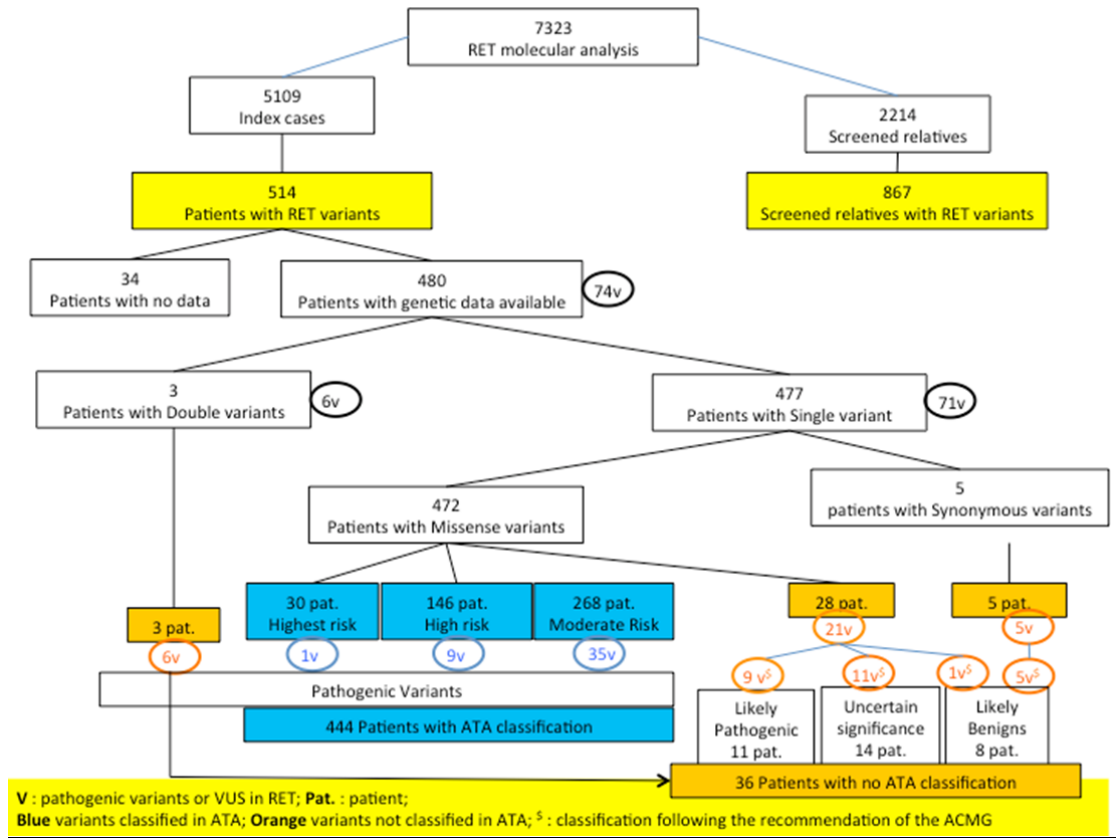 7323
RET molecular analysis
5109
Index cases
2214
Screened relatives
514
Patients with RET variants
867
Screened relatives with RET variants
34
Patients with no data
480
Patients with genetic data available
74v
3
Patients with Double variants
6v
477
Patients with Single variant
71v
472
Patients with Missense variants
5
patients with Synonymous variants
3 pat.
6v
30 pat.
Highest risk
1v
146 pat.
High risk
9v
268 pat.
Moderate Risk
35v
28 pat.
21v
5 pat.
5v
9 v$
11v$
1v$
5v$
Pathogenic Variants
444 Patients with ATA classification
Likely
Pathogenic
11 pat.
Uncertain
significance
14 pat.
Likely
Benigns
8 pat.
36 Patients with no ATA classification
V : pathogenic variants or VUS in RET; Pat. : patient;
Blue variants classified in ATA; Orange variants not classified in ATA; $ : classification following the recommendation of the ACMG